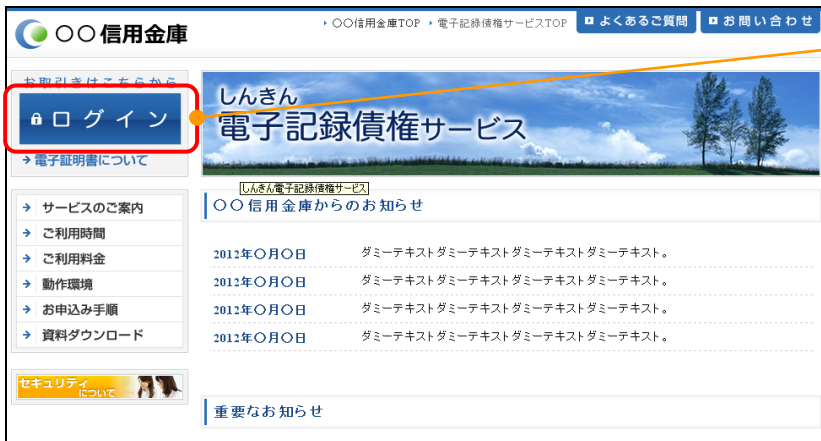 〇〇信用金庫
〇〇信用金庫TOP
電子記録債権サービスTOP
よくあるご質問
お問い合わせ
お取引きはこちらから
ログイン
電子証明書について
しんきん
電子記録債権サービス
しんきん電子記録債権サービス
サービスのご案内
ご利用時間
ご利用料金
動作環境
お申込み手順
資料ダウンロード
セキュリティ
について
〇〇信用金庫からのお知らせ
2012年〇月〇日 ダミーテキストダミーテキストダミーテキストダミーテキスト。
2012年〇月〇日 ダミーテキストダミーテキストダミーテキストダミーテキスト。
2012年〇月〇日 ダミーテキストダミーテキストダミーテキストダミーテキスト。
2012年〇月〇日 ダミーテキストダミーテキストダミーテキストダミーテキスト。
重要なお知らせ